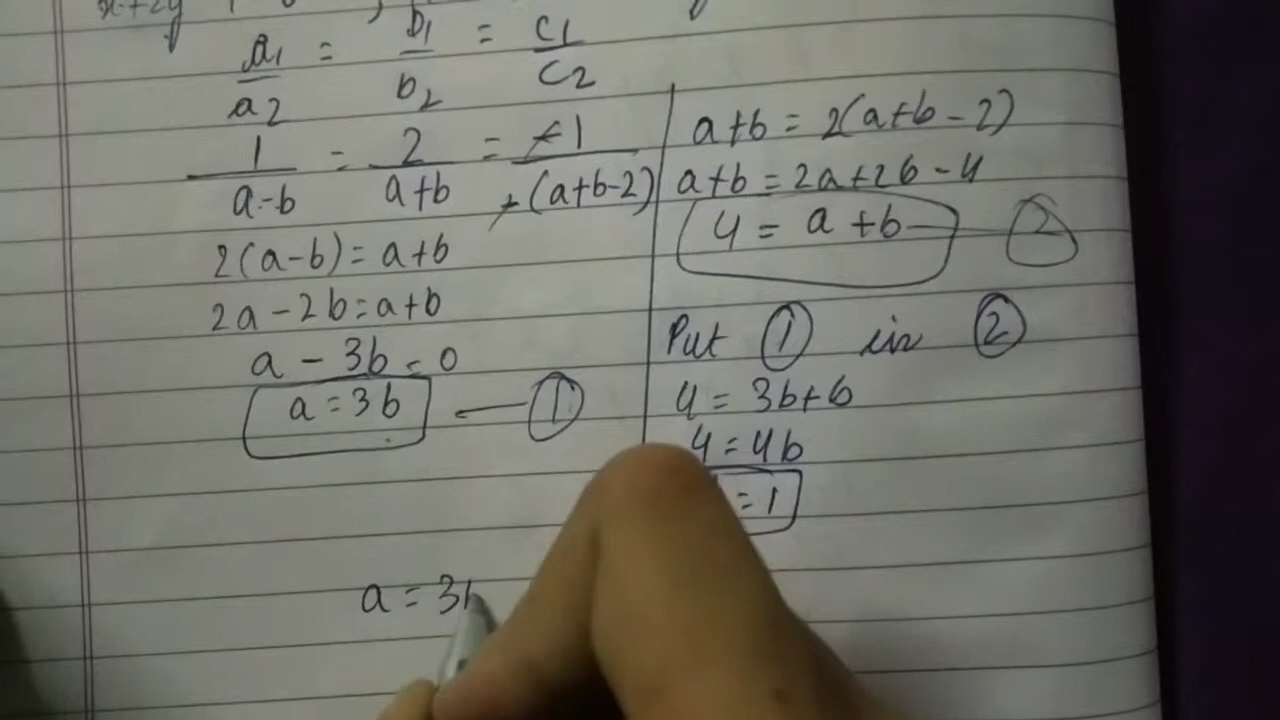 x+2y
a1/a2 = b1/b2 = c1/c2
1/(a-b) = 2/(a+b) = -1/-(a+b-2)
2(a-b)=a+b
2a-2b=a+b
a-3b=0
a=3b — ①
a+b=2(a+b-2)
a+b=2a+2b-4
4=a+b — ②
Put ① in ②
4=3b+b
4=4b
=1
a=3